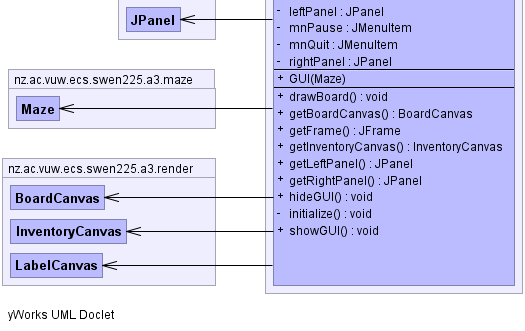 JPanel
nz.ac.vuw.ecs.swen225.a3.maze
Maze
nz.ac.vuw.ecs.swen225.a3.render
BoardCanvas
InventoryCanvas
LabelCanvas
- leftPanel : JPanel
- mnPause : JMenuItem
- mnQuit : JMenuItem
- rightPanel : JPanel
+ GUI(Maze)
+ drawBoard() : void
+ getBoardCanvas() : BoardCanvas
+ getFrame() : JFrame
+ getInventoryCanvas() : InventoryCanvas
+ getLeftPanel() : JPanel
+ getRightPanel() : JPanel
+ hideGUI() : void
- initialize() : void
+ showGUI() : void
yWorks UML Doclet